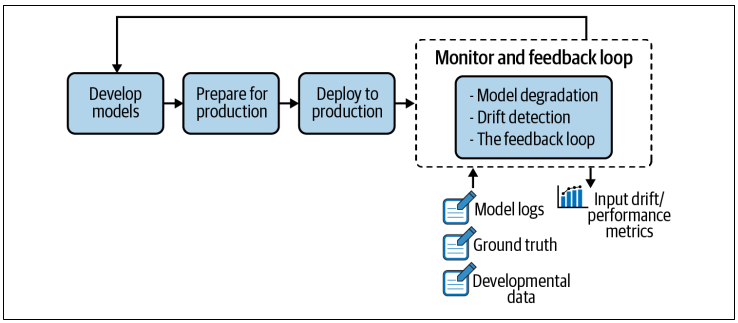 Monitor and feedback loop
Develop
models
Prepare for
production
Deploy to
production
- Model degradation
- Drift detection
- The feedback loop
Model logs
Ground truth
Developmental
data
Input drift/
performance
metrics